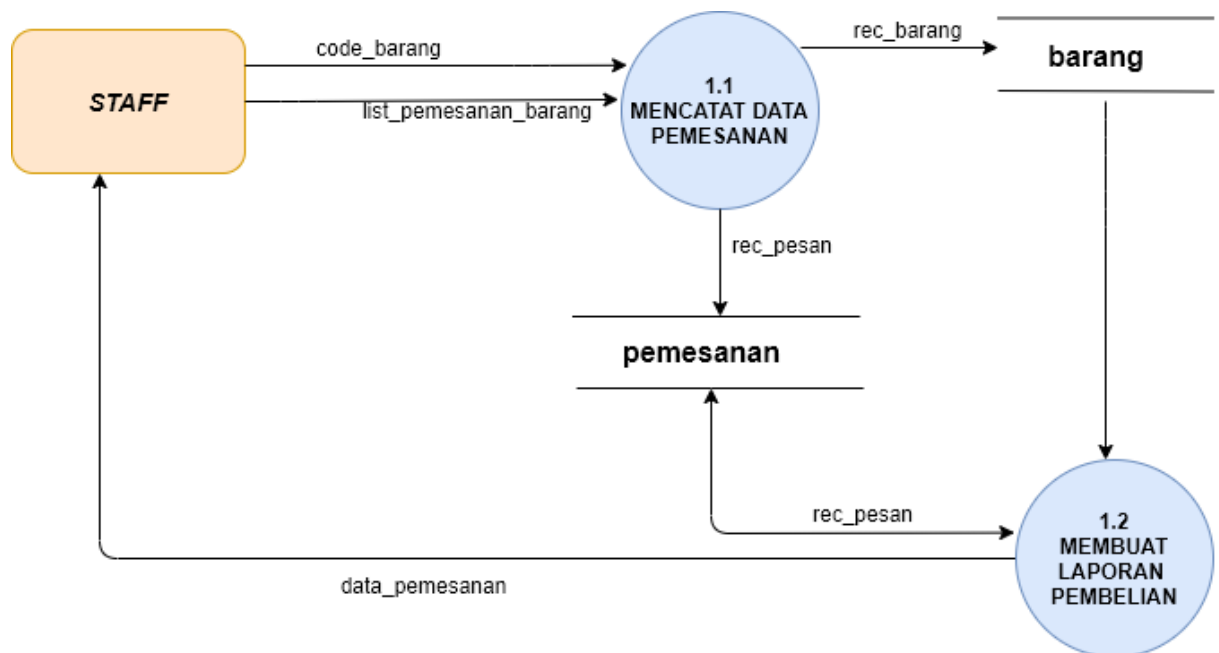 STAFF
code_barang
list_pemesanan_barang
1.1
MENCATAT DATA
PEMESANAN
rec_barang
barang
rec_pesan
pemesanan
rec_pesan
1.2
MEMBUAT
LAPORAN
PEMBELIAN
data_pemesanan